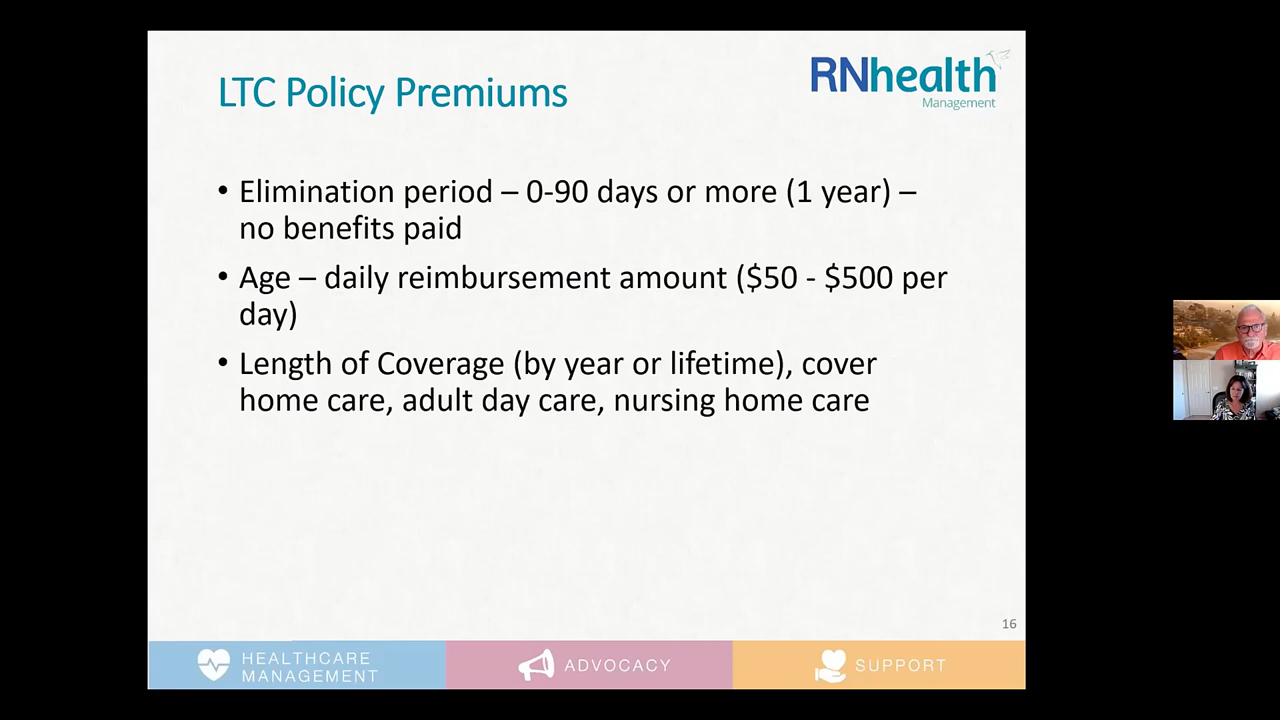 LTC Policy Premiums
RNhealth
Management
• Elimination period – 0-90 days or more (1 year) –
no benefits paid
• Age – daily reimbursement amount ($50 - $500 per
day)
• Length of Coverage (by year or lifetime), cover
home care, adult day care, nursing home care
16
HEALTHCARE
MANAGEMENT
ADVOCACY
SUPPORT